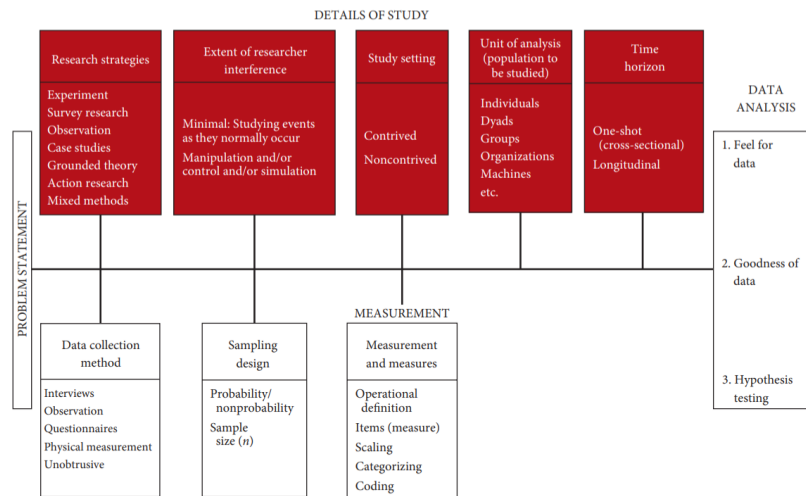 DETAILS OF STUDY
Research strategies
Experiment
Survey research
Observation
Case studies
Grounded theory
Action research
Mixed methods
Extent of researcher
interference
Minimal: Studying events
as they normally occur
Manipulation and/or
control and/or simulation
Study setting
Contrived
Noncontrived
Unit of analysis
(population to
be studied)
Individuals
Dyads
Groups
Organizations
Machines
etc.
Time
horizon
One-shot
(cross-sectional)
Longitudinal
DATA
ANALYSIS
1. Feel for
data
2. Goodness of
data
3. Hypothesis
testing
PROBLEM STATEMENT
Data collection
method
Interviews
Observation
Questionnaires
Physical measurement
Unobtrusive
Sampling
design
Probability/
nonprobability
Sample
size (n)
MEASUREMENT
Measurement
and measures
Operational
definition
Items (measure)
Scaling
Categorizing
Coding